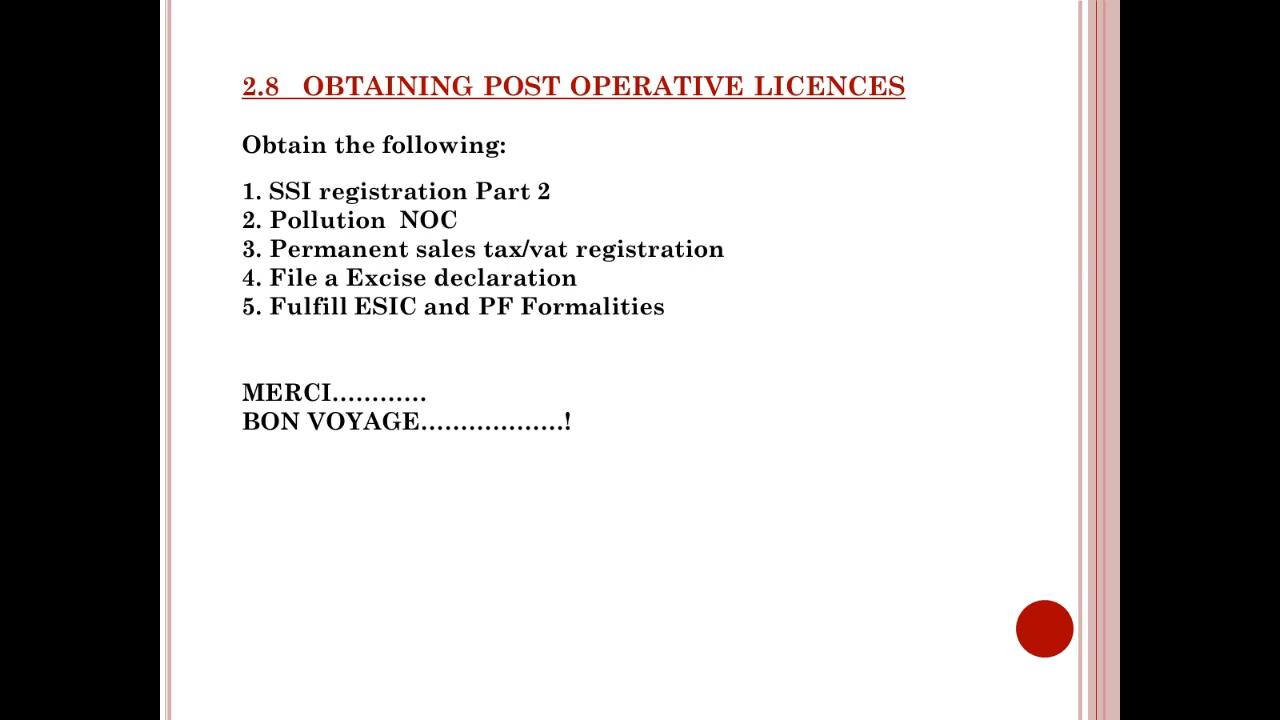 2.8 OBTAINING POST OPERATIVE LICENCES
Obtain the following:
1. SSI registration Part 2
2. Pollution NOC
3. Permanent sales tax/vat registration
4. File a Excise declaration
5. Fulfill ESIC and PF Formalities
MERCI............
BON VOYAGE..................!